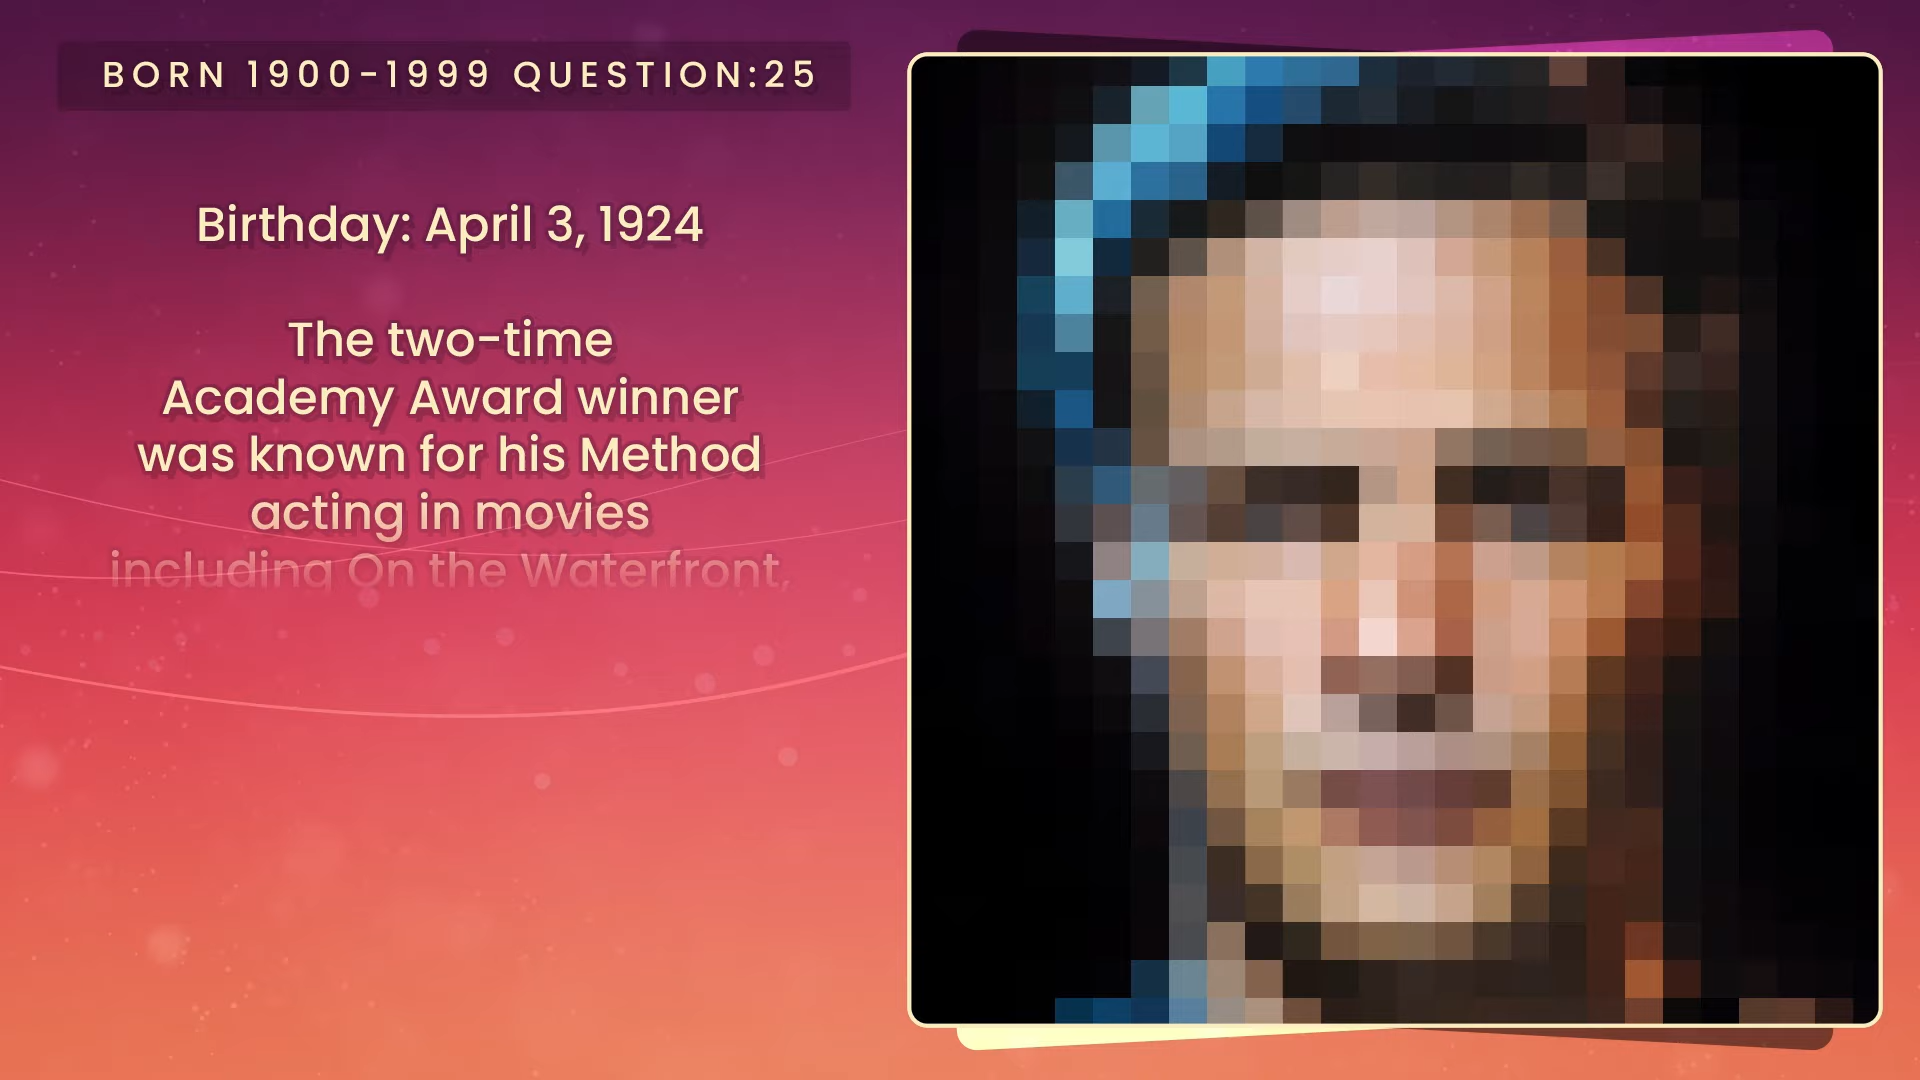 BORN 1900-1999 QUESTION:25
Birthday: April 3, 1924
The two-time
Academy Award winner
was known for his Method
acting in movies
including On the Waterfront,